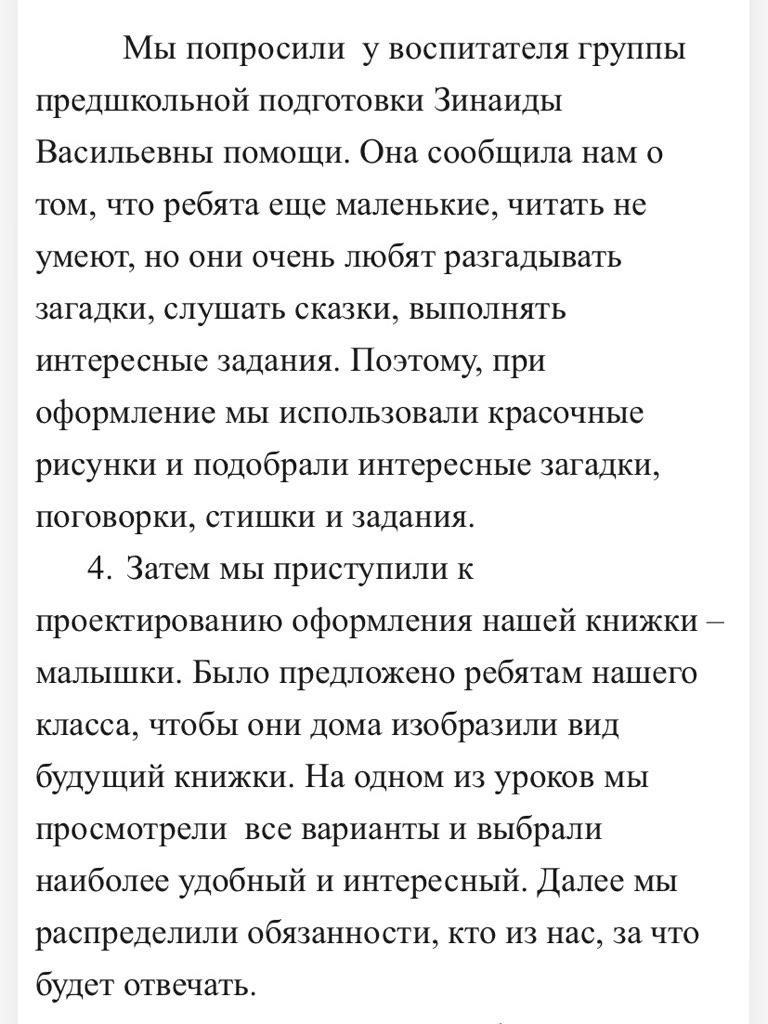 Мы попросили у воспитателя группы
предшкольной подготовки Зинаиды
Васильевны помощи. Она сообщила нам о
том, что ребята еще маленькие, читать не
умеют, но они очень любят разгадывать
загадки, слушать сказки, выполнять
интересные задания. Поэтому, при
оформление мы использовали красочные
рисунки и подобрали интересные загадки,
поговорки, стишки и задания.
4. Затем мы приступили к
проектированию оформления нашей книжки –
малышки. Было предложено ребятам нашего
класса, чтобы они дома изобразили вид
будущий книжки. На одном из уроков мы
просмотрели все варианты и выбрали
наиболее удобный и интересный. Далее мы
распределили обязанности, кто из нас, за что
будет отвечать.